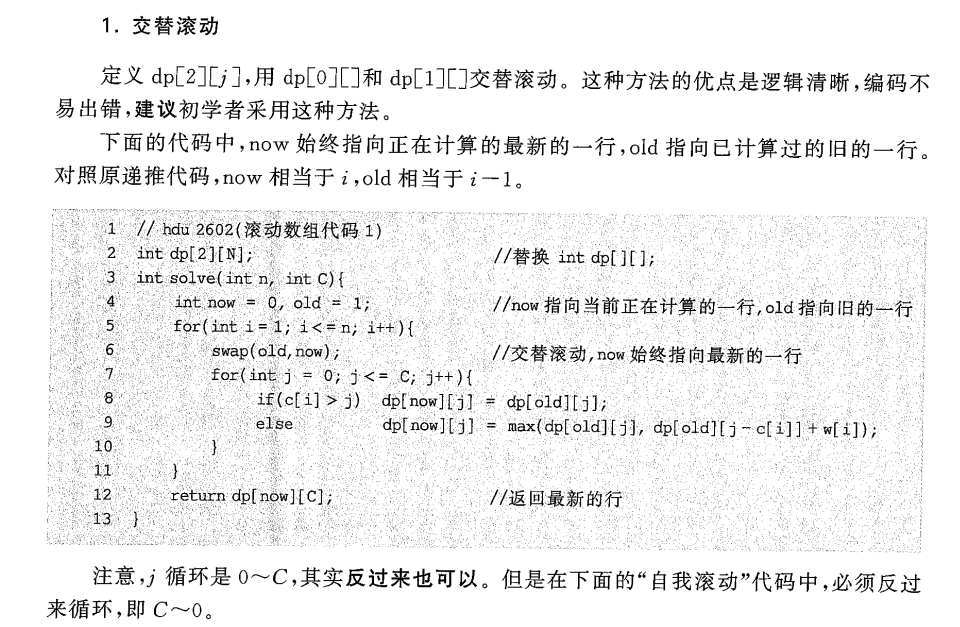 1. 交替滚动
定义 dp[2][j],用 dp[0][]和 dp[1][]交替滚动。这种方法的优点是逻辑清晰,编码不
易出错,建议初学者采用这种方法。
下面的代码中,now 始终指向正在计算的最新的一行,old 指向已计算过的旧的一行。
对照原递推代码,now 相当于 i,old 相当于 i−1。
1 // hdu 2602(滚动数组代码 1)
2 int dp[2][N]; //替换 int dp[][];
3 int solve(int n, int C){
4 int now = 0, old = 1; //now 指向当前正在计算的一行,old 指向旧的一行
5 for(int i = 1; i <= n; i++){
6 swap(old,now); //交替滚动,now 始终指向最新的一行
7 for(int j = 0; j <= C; j++){
8 if(c[i] > j) dp[now][j] = dp[old][j];
9 else dp[now][j] = max(dp[old][j], dp[old][j - c[i]] + w[i]);
10 }
11 }
12 return dp[now][C]; //返回最新的行
13 }
注意,j 循环是 0～C,其实反过来也可以。但是在下面的“自我滚动”代码中,必须反过
来循环,即 C～0。